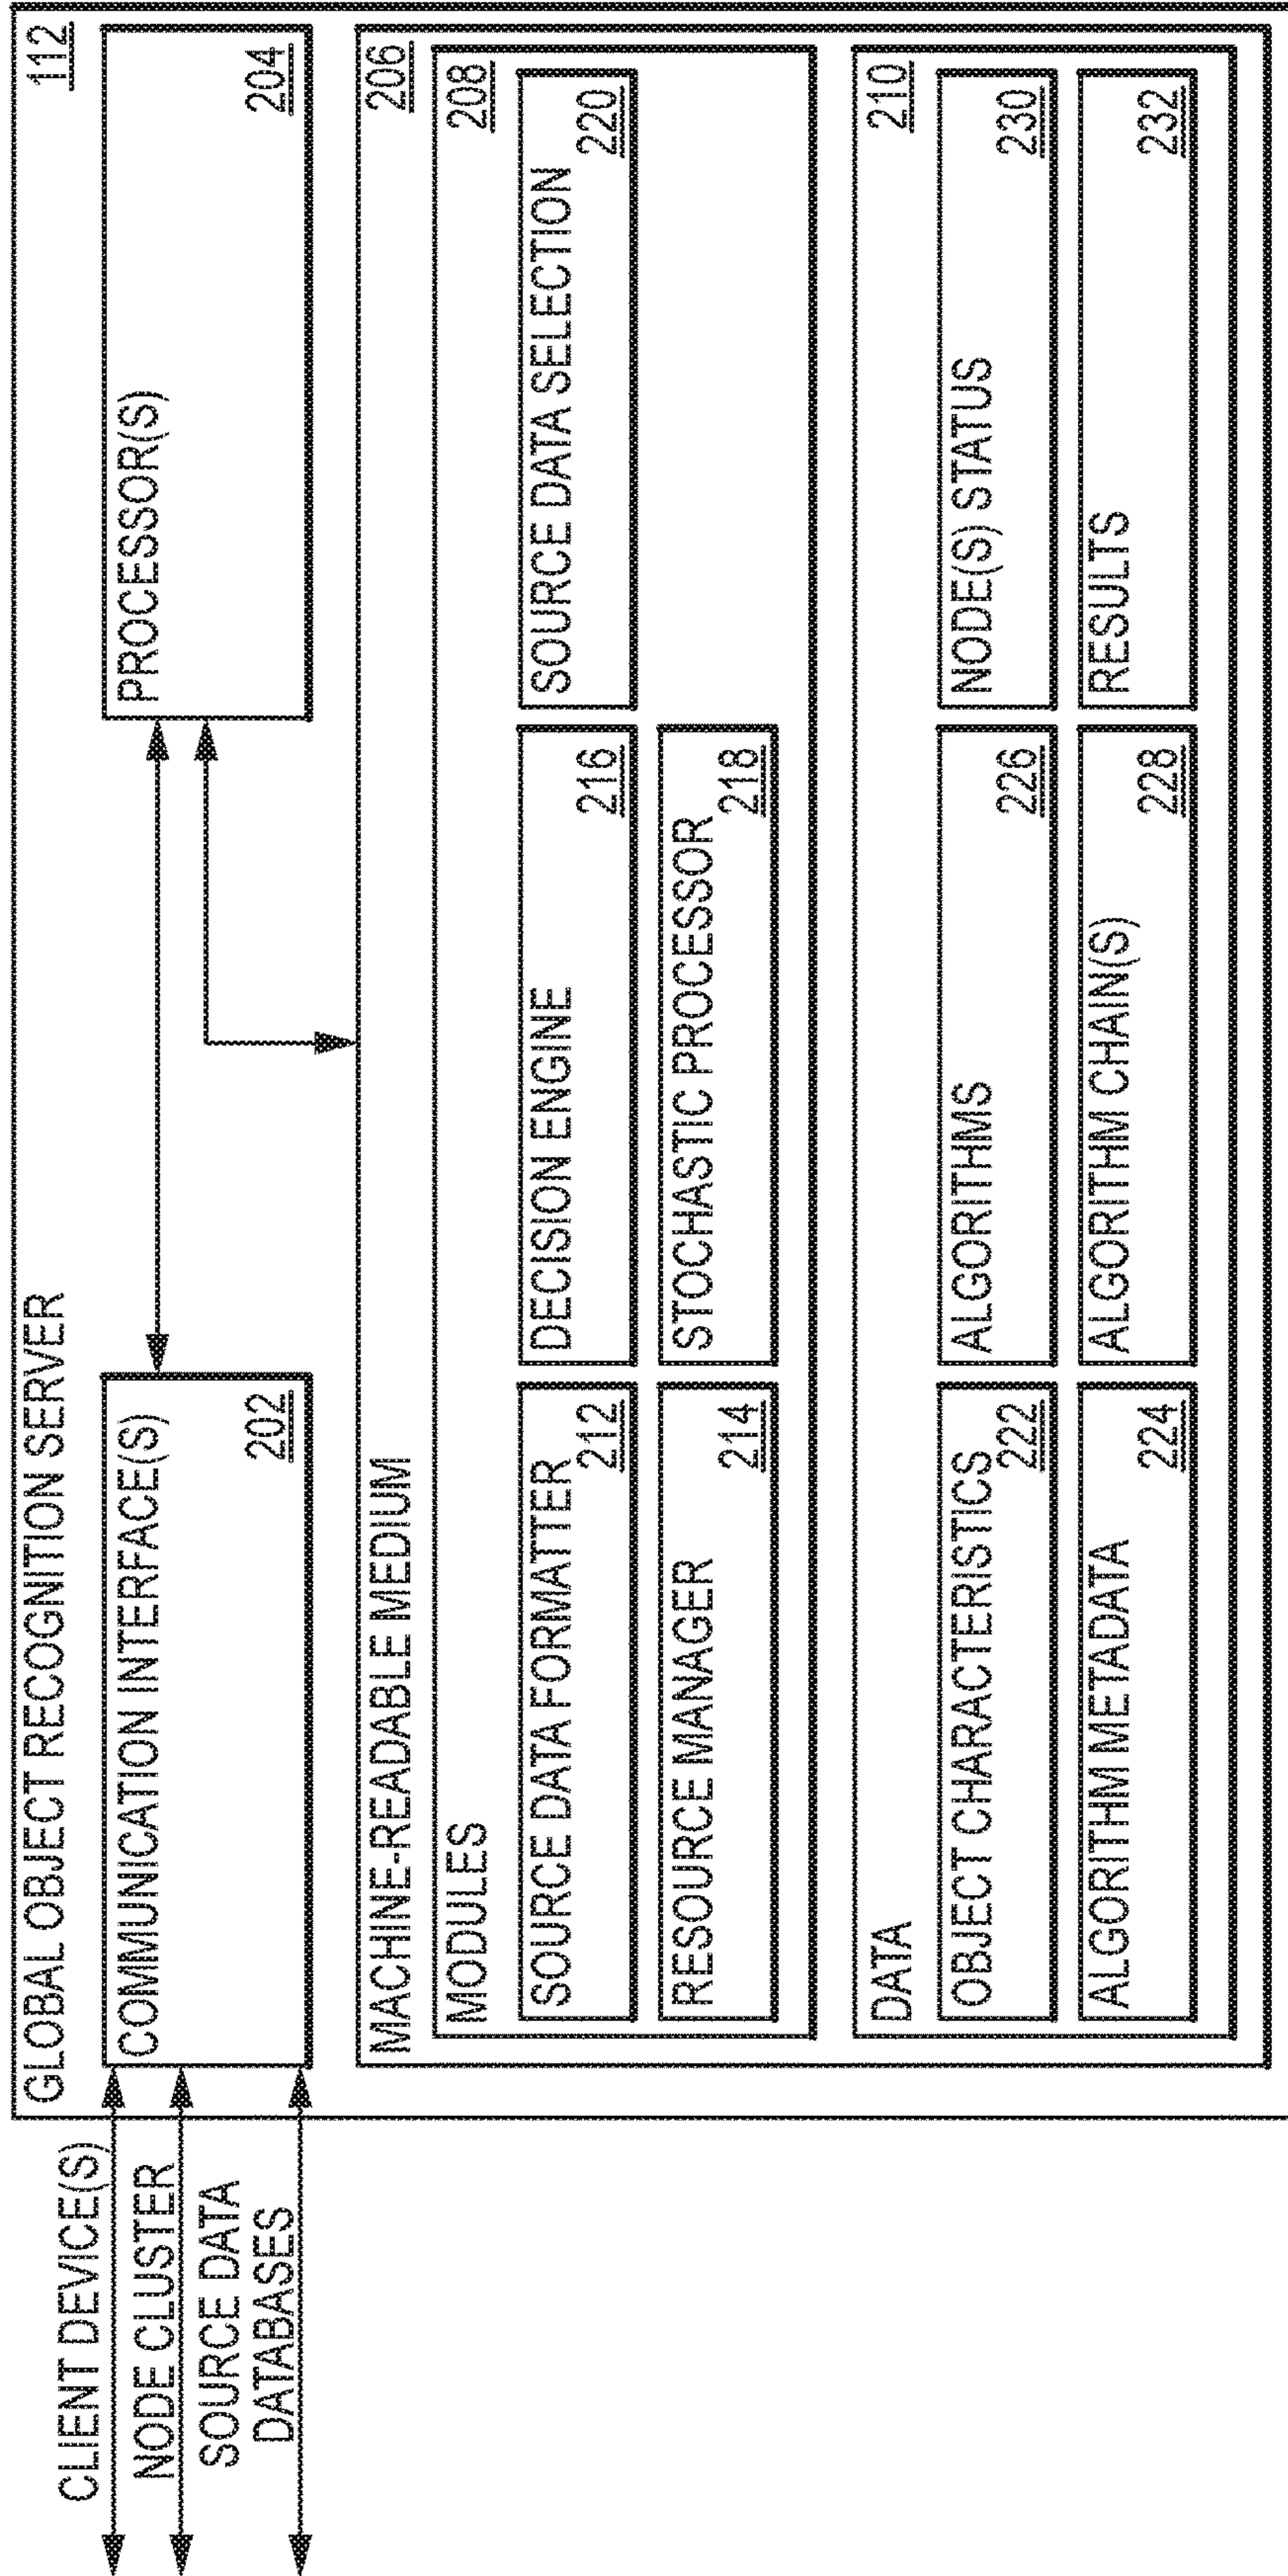 CLIENT DEVICE(S)
NODE CLUSTER
SOURCE DATA
DATABASES
GLOBAL OBJECT RECOGNITION SERVER
112
COMMUNICATION INTERFACE(S)
202
PROCESSOR(S)
204
MACHINE-READABLE MEDIUM
206
MODULES
208
SOURCE DATA FORMATTER
212
DECISION ENGINE
216
SOURCE DATA SELECTION
220
RESOURCE MANAGER
214
STOCHASTIC PROCESSOR
218
DATA
210
OBJECT CHARACTERISTICS
222
ALGORITHMS
226
NODE(S) STATUS
230
ALGORITHM METADATA
224
ALGORITHM CHAIN(S)
228
RESULTS
232